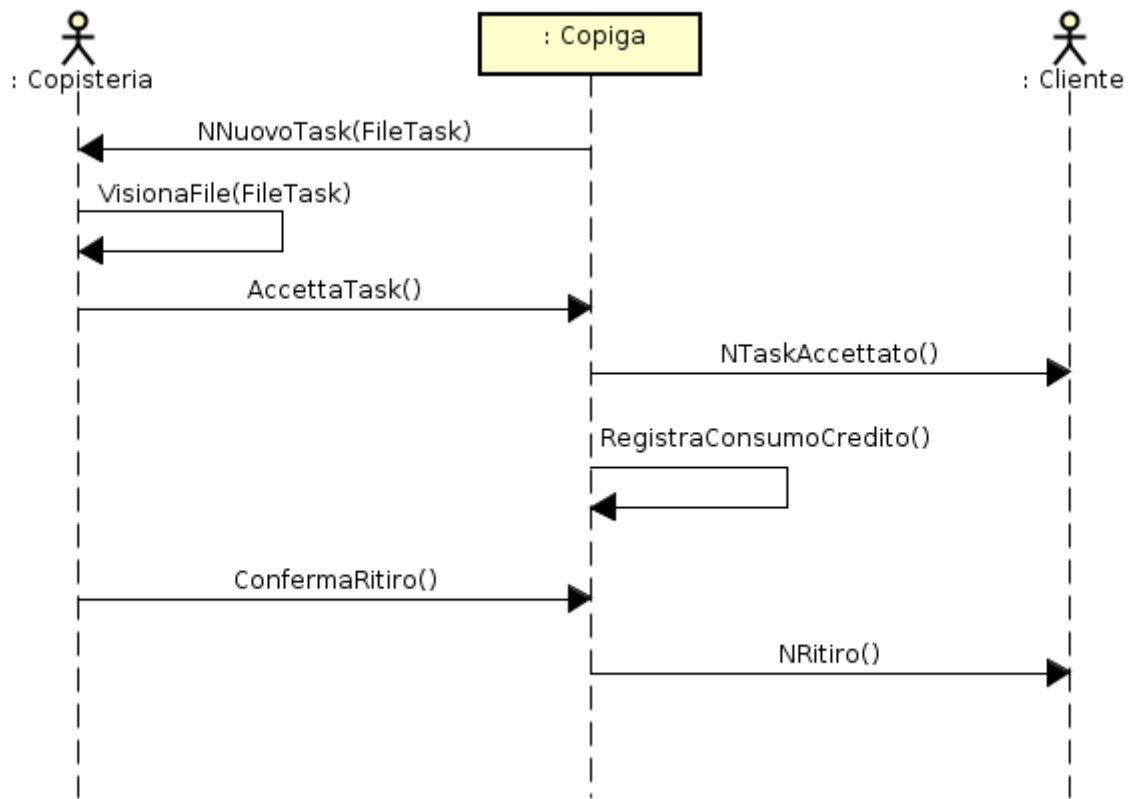 : Copisteria
: Copiga
: Cliente
NNuovoTask(FileTask)
VisionaFile(FileTask)
AccettaTask()
NTaskAccettato()
RegistraConsumoCredito()
ConfermaRitiro()
NRitiro()